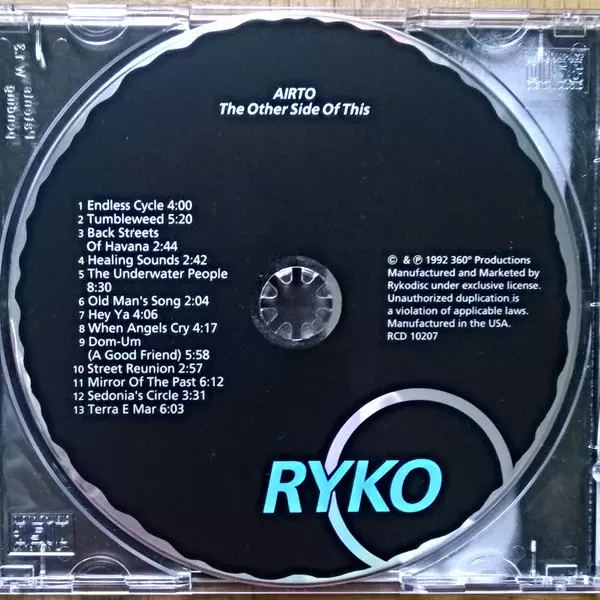 AIRTO
The Other Side Of This
1 Endless Cycle 4:00
2 Tumbleweed 5:20
3 Back Streets
Of Havana 2:44
4 Healing Sounds 2:42
5 The Underwater People
8:30
6 Old Man's Song 2:04
7 Hey Ya 4:06
8 When Angels Cry 4:17
9 Dom-Um
(A Good Friend) 5:58
10 Street Reunion 2:57
11 Mirror Of The Past 6:12
12 Sedonia's Circle 3:31
13 Terra E Mar 6:03
© & ℗ 1992 360° Productions
Manufactured and Marketed by
Rykodisc under exclusive license.
Unauthorized duplication is
a violation of applicable laws.
Manufactured in the USA.
RCD 10207
RYKO